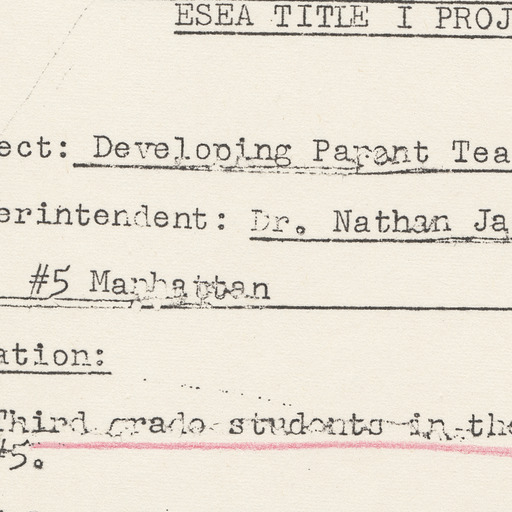 ESEA TITLE I PROJ
ect: Developing Parent Tea
erintendent: Dr. Nathan Ja
#5 Manhattan
ation:
Third grade students in the
#5.